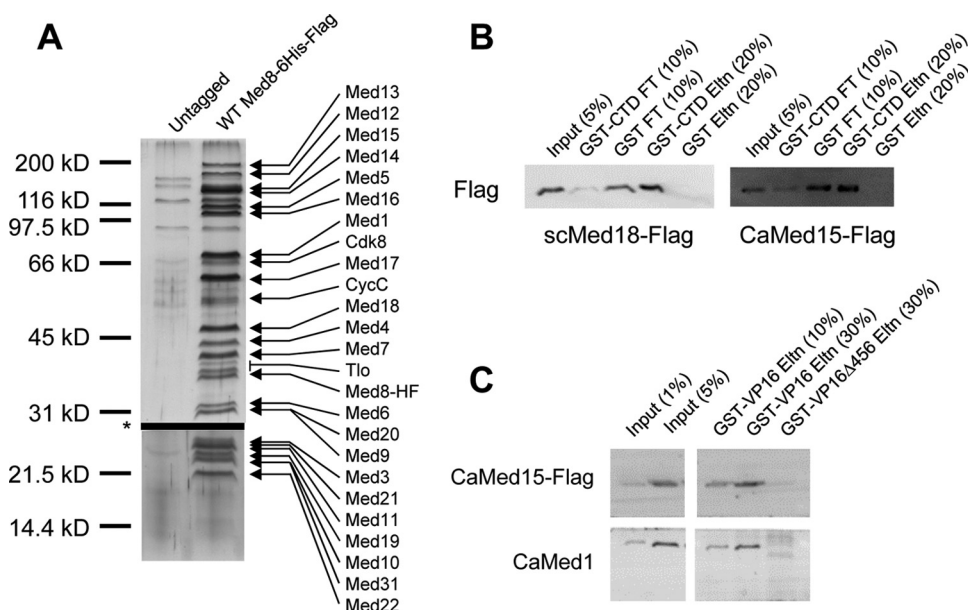 A
Untagged
WT Med8-6His-Flag
200 kD
116 kD
97.5 kD
66 kD
45 kD
31 kD
*
21.5 kD
14.4 kD
Med13
Med12
Med15
Med14
Med5
Med16
Med1
Cdk8
Med17
CycC
Med18
Med4
Med7
Tlo
Med8-HF
Med6
Med20
Med9
Med3
Med21
Med11
Med19
Med10
Med31
Med22
B
Input (5%)
GST-CTD FT (10%)
GST FT (10%)
GST-CTD Eltn (20%)
GST Eltn (20%)
Input (5%)
GST-CTD FT (10%)
GST FT (10%)
GST-CTD Eltn (20%)
GST Eltn (20%)
Flag
scMed18-Flag
CaMed15-Flag
C
Input (1%)
Input (5%)
GST-VP16 Eltn (10%)
GST-VP16 Eltn (30%)
GST-VP16Δ456 Eltn (30%)
CaMed15-Flag
CaMed1